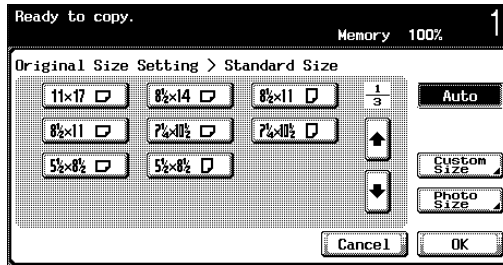 Ready to copy.
Memory 100% 1
Original Size Setting > Standard Size
11×17 8½×14 8½×11 1/3 Auto
8½×11 7¼×10½ 7¼×10½
5½×8½ 5½×8½ Custom Size
Photo Size
Cancel OK